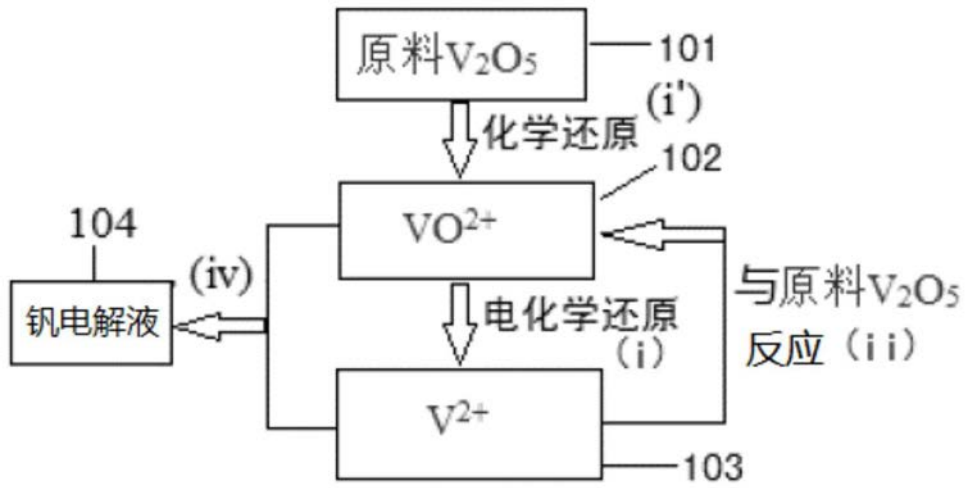 原料V₂O₅
101
化学还原 (i')
102
VO²⁺
104
(iv)
钒电解液
电化学还原
（i）
与原料V₂O₅
反应（ii）
V²⁺
103